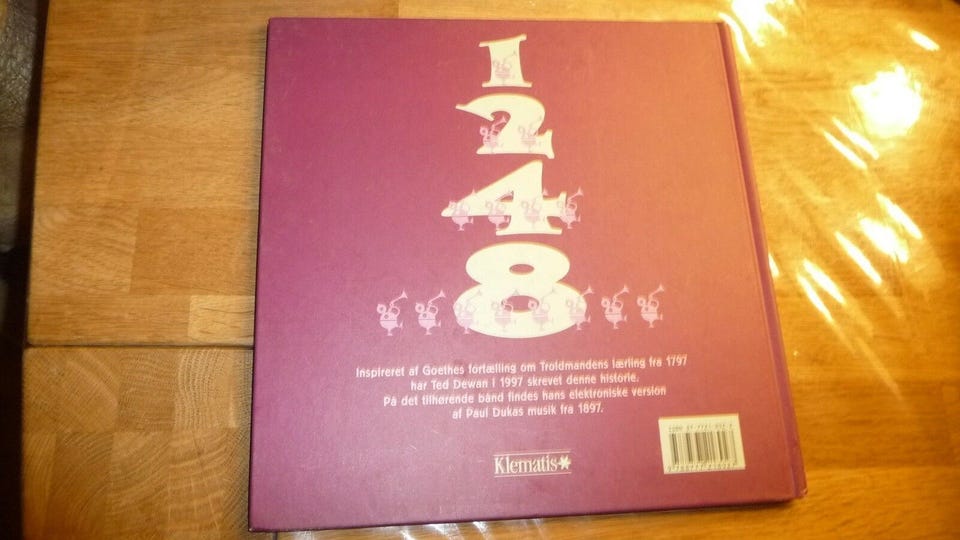 1
2
4
8
Inspireret af Goethes fortælling om Troldmandens lærling fra 1797
har Ted Dewan i 1997 skrevet denne historie.
På det tilhørende bånd findes hans elektroniske version
af Paul Dukas musik fra 1897.
Klematis
ISBN